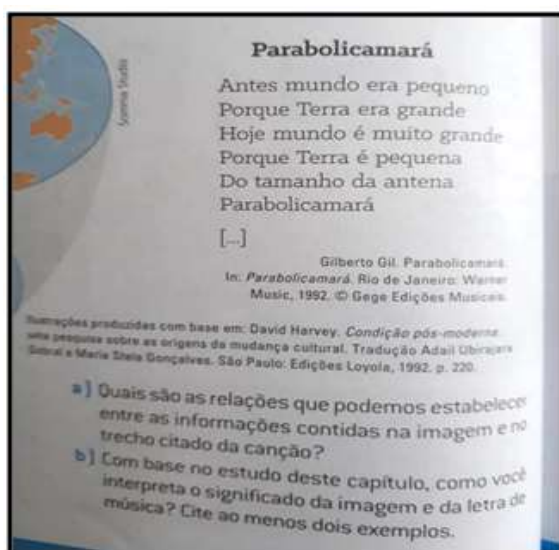 Sonnia Studio
Parabolicamará
Antes mundo era pequeno
Porque Terra era grande
Hoje mundo é muito grande
Porque Terra é pequena
Do tamanho da antena
Parabolicamará
[...]
Gilberto Gil. Parabolicamará.
In: Parabolicamará. Rio de Janeiro: Warner
Music, 1992. © Gege Edições Musicais.
Ilustrações produzidas com base em: David Harvey. Condição pós-moderna:
uma pesquisa sobre as origens da mudança cultural. Tradução Adail Ubirajara
Sobral e Maria Stela Gonçalves. São Paulo: Edições Loyola, 1992. p. 220.
a) Quais são as relações que podemos estabelecer
entre as informações contidas na imagem e no
trecho citado da canção?
b) Com base no estudo deste capítulo, como você
interpreta o significado da imagem e da letra de
música? Cite ao menos dois exemplos.